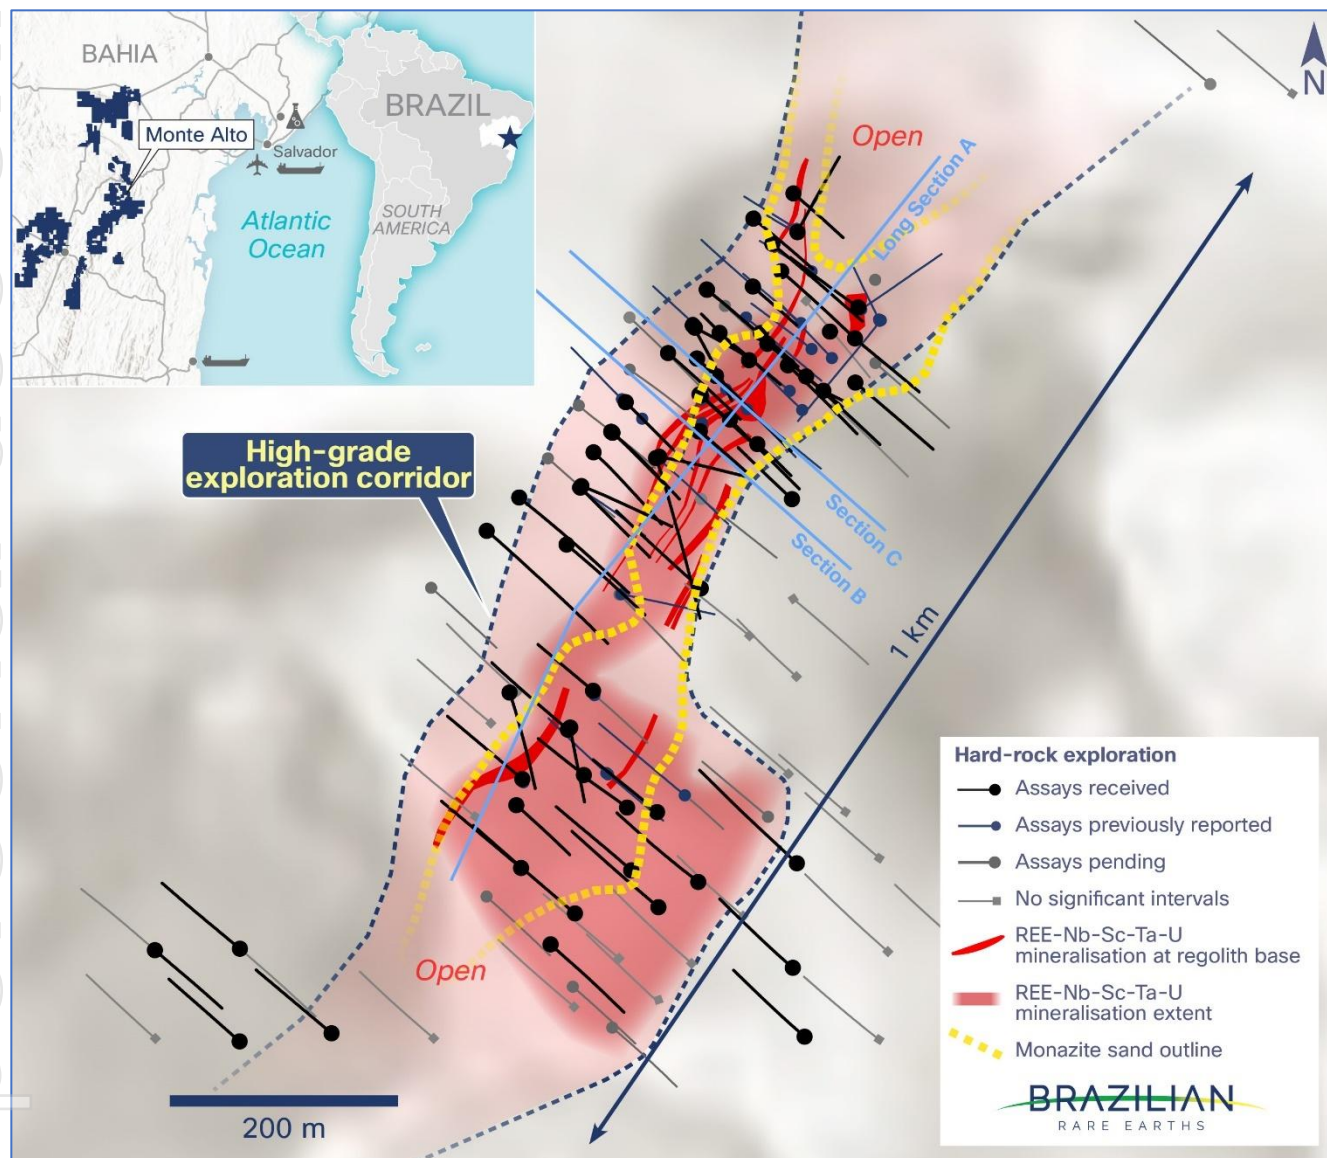 BAHIA
Monte Alto
Salvador
Atlantic
Ocean
BRAZIL
SOUTH
AMERICA
N
Open
Long Section A
High-grade
exploration corridor
Section C
Section B
1 km
Open
200 m
Hard-rock exploration
Assays received
Assays previously reported
Assays pending
No significant intervals
REE-Nb-Sc-Ta-U
mineralisation at regolith base
REE-Nb-Sc-Ta-U
mineralisation extent
Monazite sand outline
BRAZILIAN
RARE EARTHS